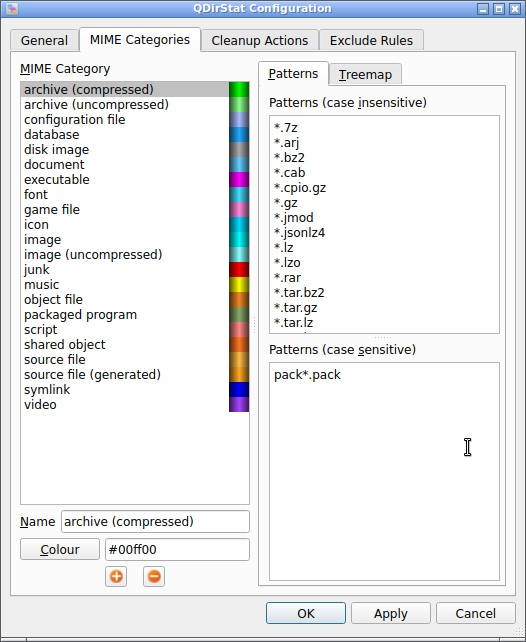 QDirStat Configuration
General
MIME Categories
Cleanup Actions
Exclude Rules
MIME Category
archive (compressed)
archive (uncompressed)
configuration file
database
disk image
document
executable
font
game file
icon
image
image (uncompressed)
junk
music
object file
packaged program
script
shared object
source file
source file (generated)
symlink
video
Name
archive (compressed)
Colour
#00ff00
Patterns
Treemap
Patterns (case insensitive)
*.7z
*.arj
*.bz2
*.cab
*.cpio.gz
*.gz
*.jmod
*.jsonlz4
*.lz
*.lzo
*.rar
*.tar.bz2
*.tar.gz
*.tar.lz
Patterns (case sensitive)
pack*.pack
OK
Apply
Cancel